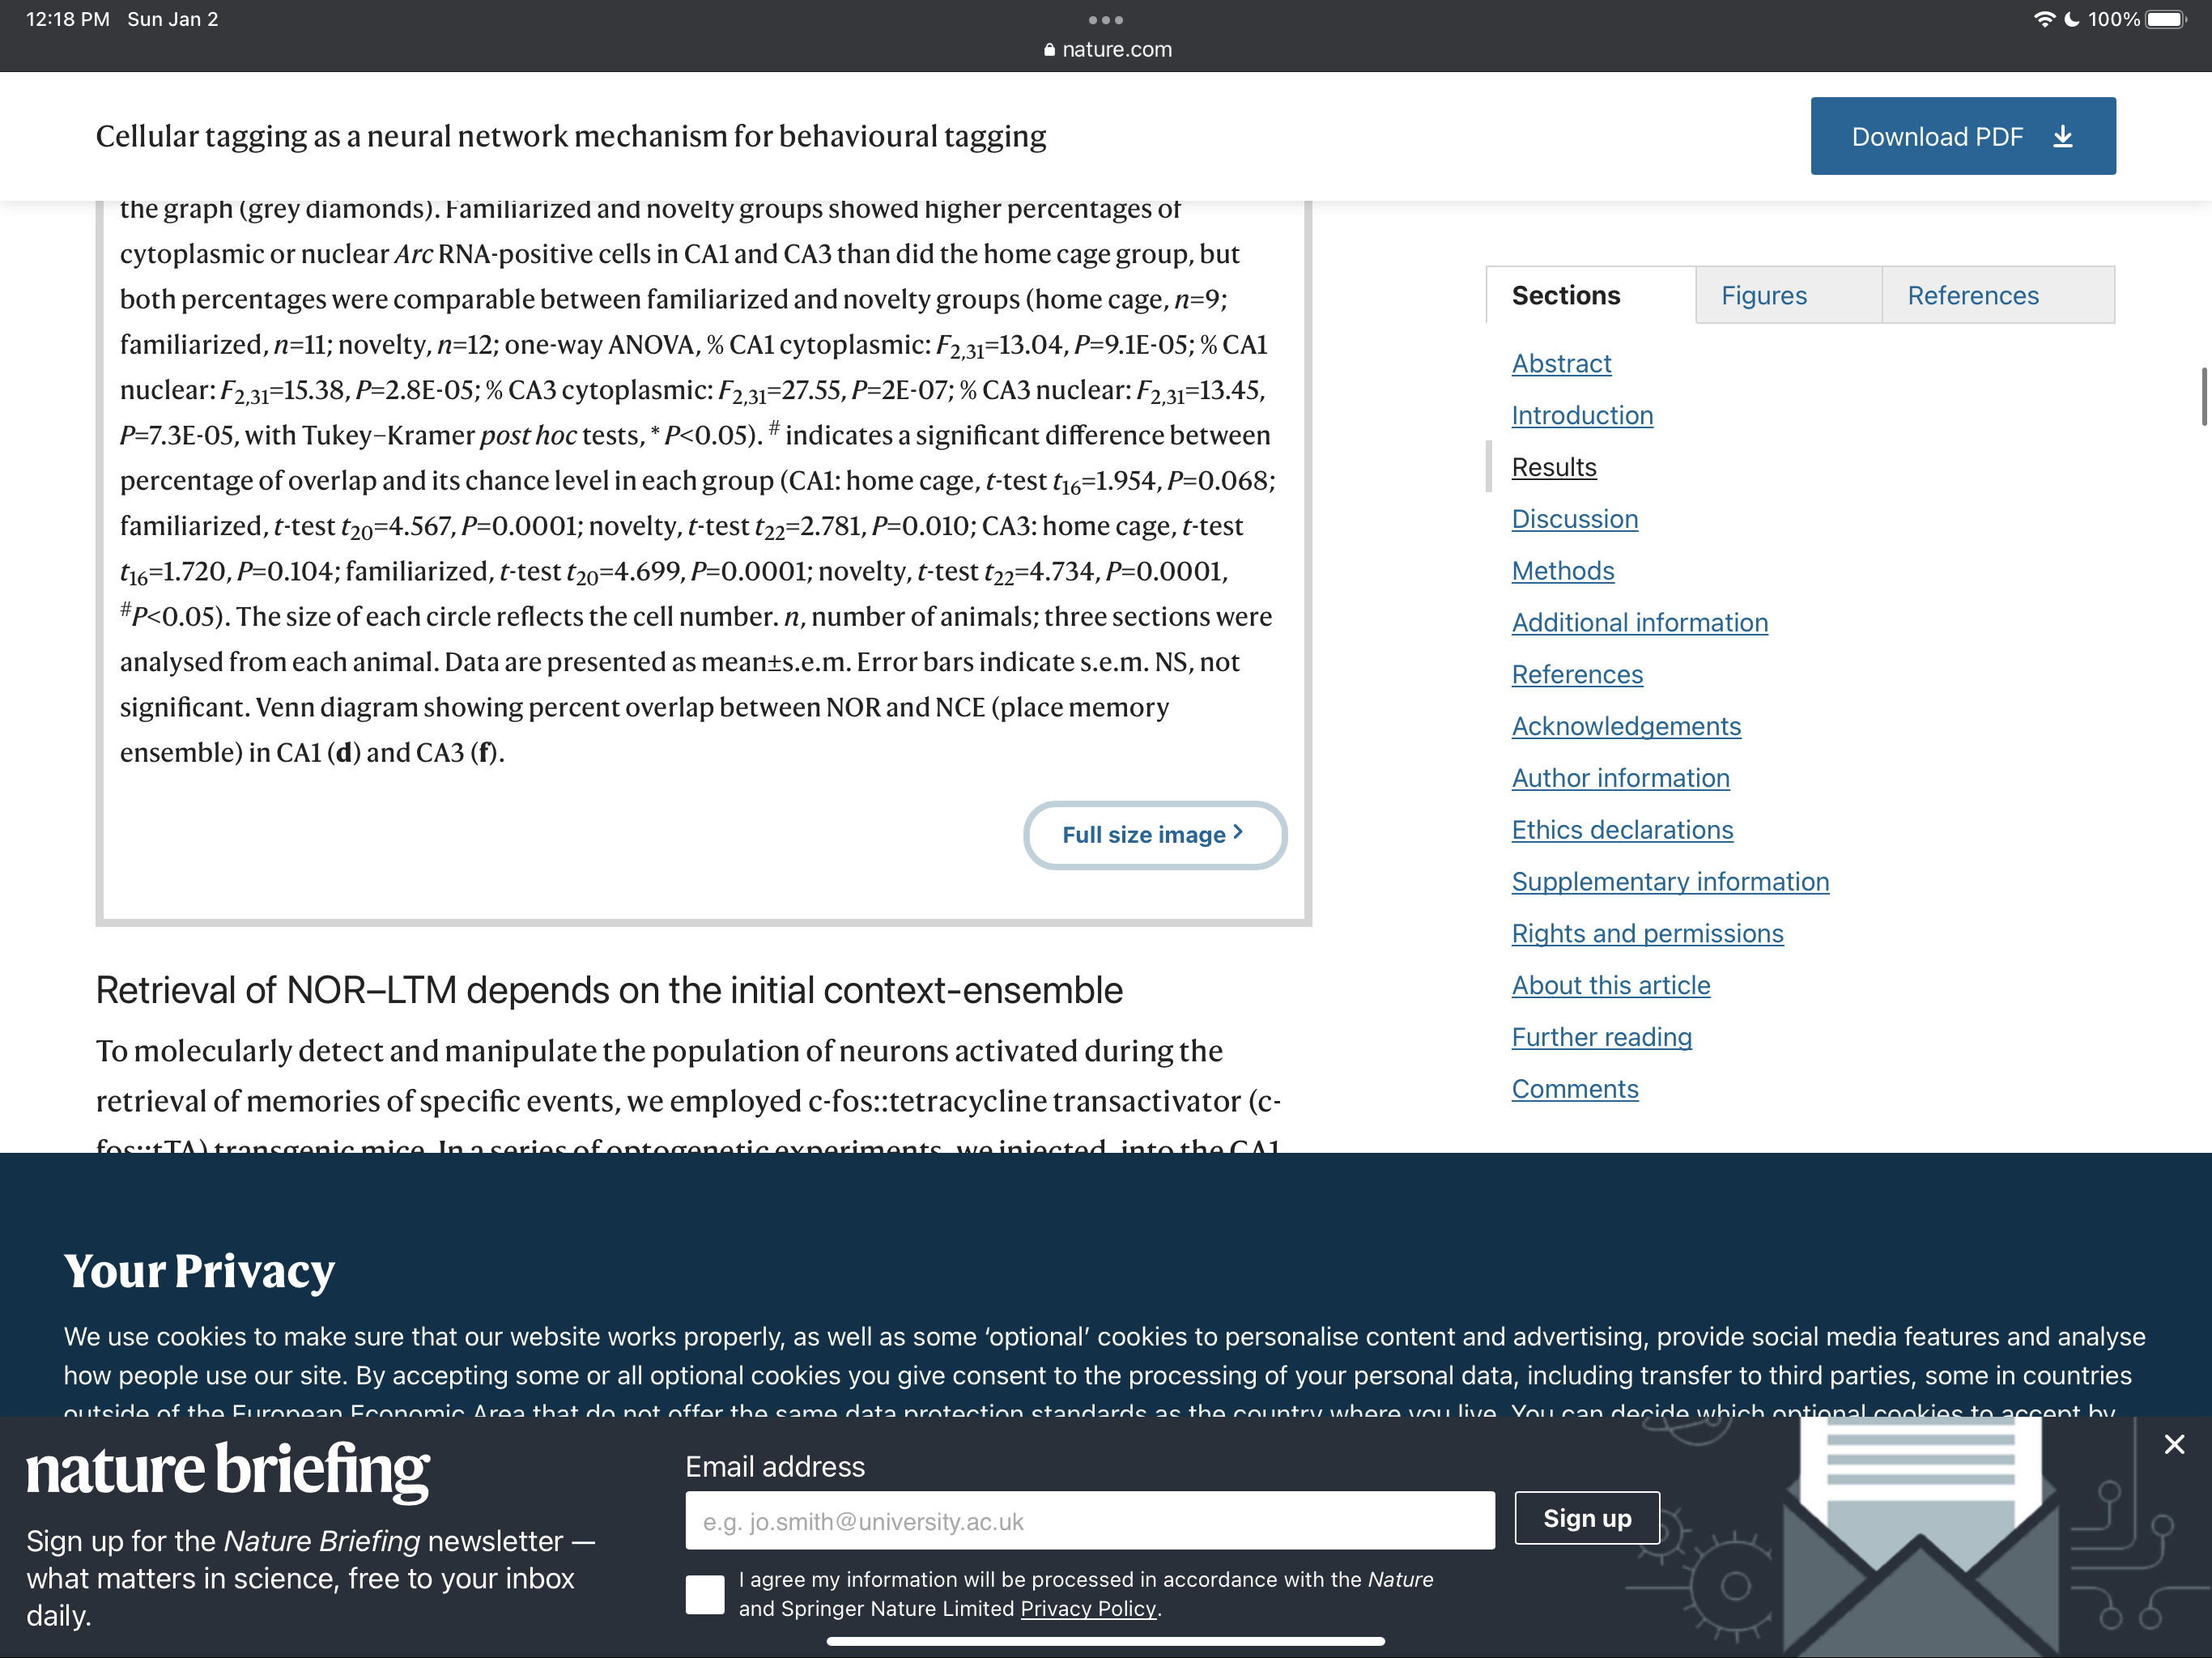 12:18 PM Sun Jan 2
100%
nature.com
Cellular tagging as a neural network mechanism for behavioural tagging
Download PDF
the graph (grey diamonds). Familiarized and novelty groups showed higher percentages of
cytoplasmic or nuclear Arc RNA-positive cells in CA1 and CA3 than did the home cage group, but
both percentages were comparable between familiarized and novelty groups (home cage, n=9;
familiarized, n=11; novelty, n=12; one-way ANOVA, % CA1 cytoplasmic: F2,31=13.04, P=9.1E-05; % CA1
nuclear: F2,31=15.38, P=2.8E-05; % CA3 cytoplasmic: F2,31=27.55, P=2E-07; % CA3 nuclear: F2,31=13.45,
P=7.3E-05, with Tukey–Kramer post hoc tests, * P<0.05). # indicates a significant difference between
percentage of overlap and its chance level in each group (CA1: home cage, t-test t16=1.954, P=0.068;
familiarized, t-test t20=4.567, P=0.0001; novelty, t-test t22=2.781, P=0.010; CA3: home cage, t-test
t16=1.720, P=0.104; familiarized, t-test t20=4.699, P=0.0001; novelty, t-test t22=4.734, P=0.0001,
#P<0.05). The size of each circle reflects the cell number. n, number of animals; three sections were
analysed from each animal. Data are presented as mean±s.e.m. Error bars indicate s.e.m. NS, not
significant. Venn diagram showing percent overlap between NOR and NCE (place memory
ensemble) in CA1 (d) and CA3 (f).
Full size image
Retrieval of NOR–LTM depends on the initial context-ensemble
To molecularly detect and manipulate the population of neurons activated during the
retrieval of memories of specific events, we employed c-fos::tetracycline transactivator (c-
fos::tTA) transgenic mice. In a series of optogenetic experiments, we injected, into the CA1
Sections
Figures
References
Abstract
Introduction
Results
Discussion
Methods
Additional information
References
Acknowledgements
Author information
Ethics declarations
Supplementary information
Rights and permissions
About this article
Further reading
Comments
Your Privacy
We use cookies to make sure that our website works properly, as well as some ‘optional’ cookies to personalise content and advertising, provide social media features and analyse
how people use our site. By accepting some or all optional cookies you give consent to the processing of your personal data, including transfer to third parties, some in countries
outside of the European Economic Area that do not offer the same data protection standards as the country where you live. You can decide which optional cookies to accept by
nature briefing
Sign up for the Nature Briefing newsletter —
what matters in science, free to your inbox
daily.
Email address
e.g. jo.smith@university.ac.uk
Sign up
I agree my information will be processed in accordance with the Nature
and Springer Nature Limited Privacy Policy.